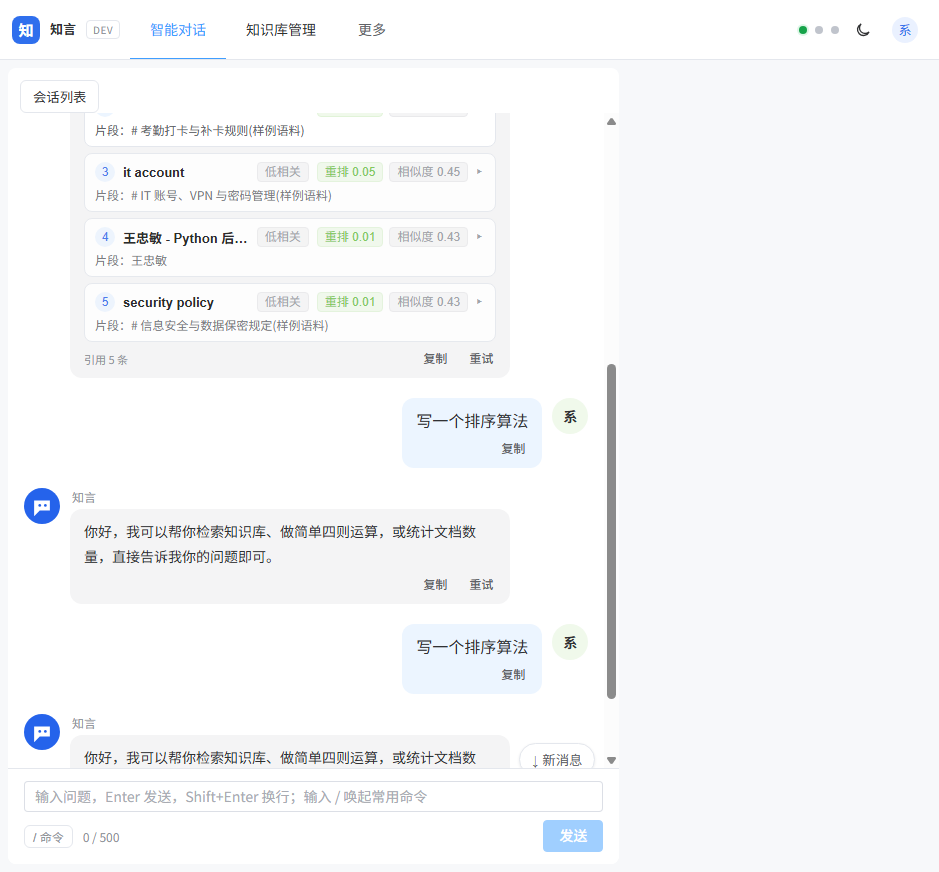 知 知言 DEV 智能对话 知识库管理 更多 系
会话列表
片段：# 考勤打卡与补卡规则(样例语料)
3 it account 低相关 重排 0.05 相似度 0.45
片段：# IT 账号、VPN 与密码管理(样例语料)
4 王忠敏 - Python 后... 低相关 重排 0.01 相似度 0.43
片段：王忠敏
5 security policy 低相关 重排 0.01 相似度 0.43
片段：# 信息安全与数据保密规定(样例语料)
引用 5 条 复制 重试
写一个排序算法 系
复制
知言
你好，我可以帮你检索知识库、做简单四则运算，或统计文档数
量，直接告诉我你的问题即可。
复制 重试
写一个排序算法 系
复制
知言
你好，我可以帮你检索知识库、做简单四则运算，或统计文档数
↓ 新消息
输入问题，Enter 发送，Shift+Enter 换行；输入 / 唤起常用命令
/ 命令 0 / 500 发送